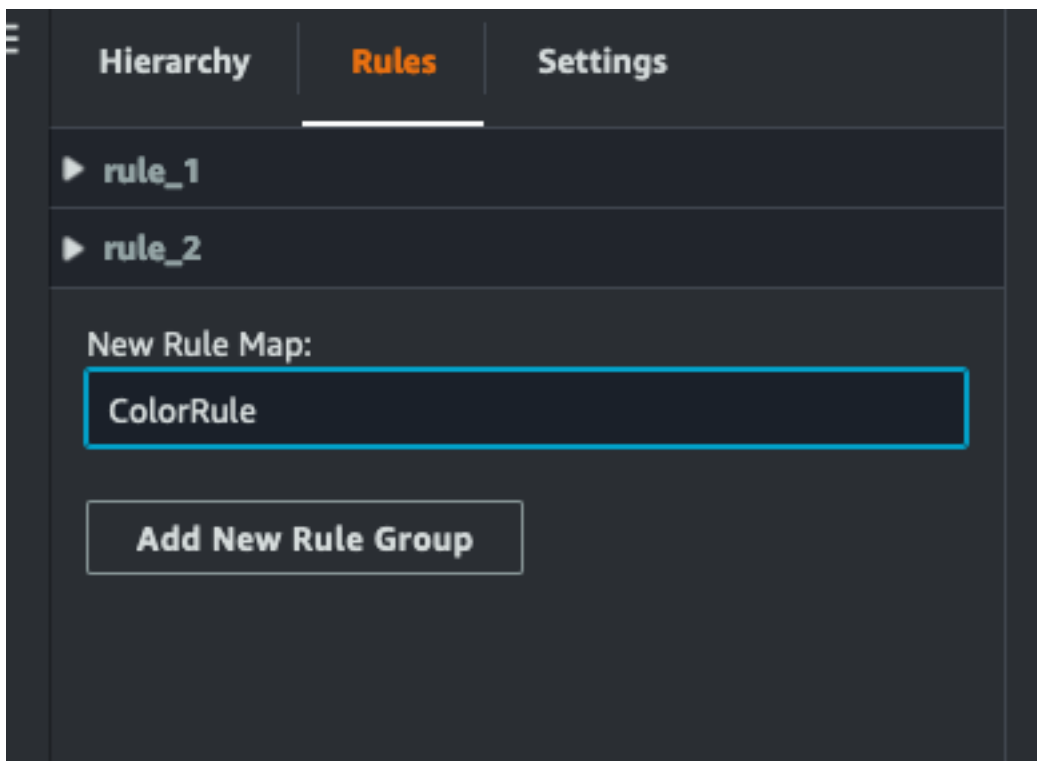 Hierarchy Rules Settings
rule_1
rule_2
New Rule Map:
ColorRule
Add New Rule Group